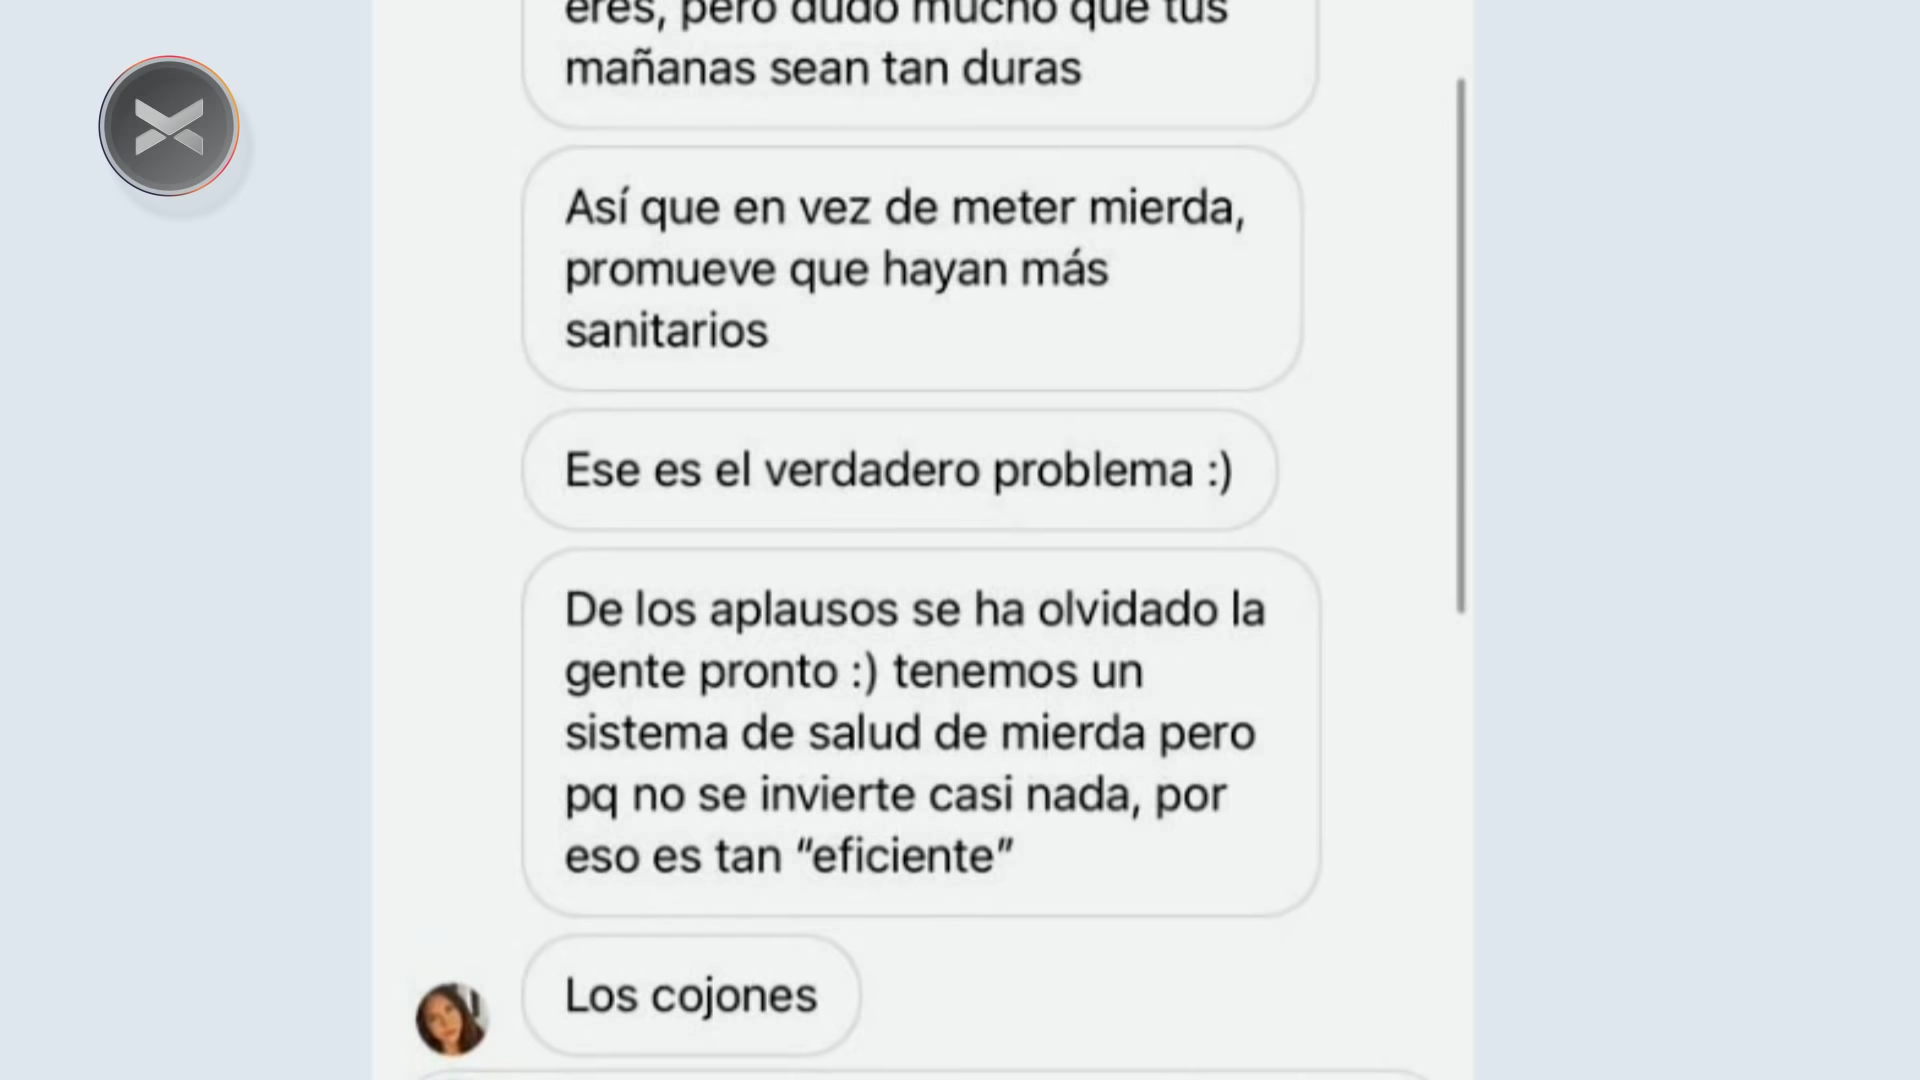 eres, pero dudo mucho que tus
mañanas sean tan duras
Así que en vez de meter mierda,
promueve que hayan más
sanitarios
Ese es el verdadero problema :)
De los aplausos se ha olvidado la
gente pronto :) tenemos un
sistema de salud de mierda pero
pq no se invierte casi nada, por
eso es tan “eficiente”
Los cojones